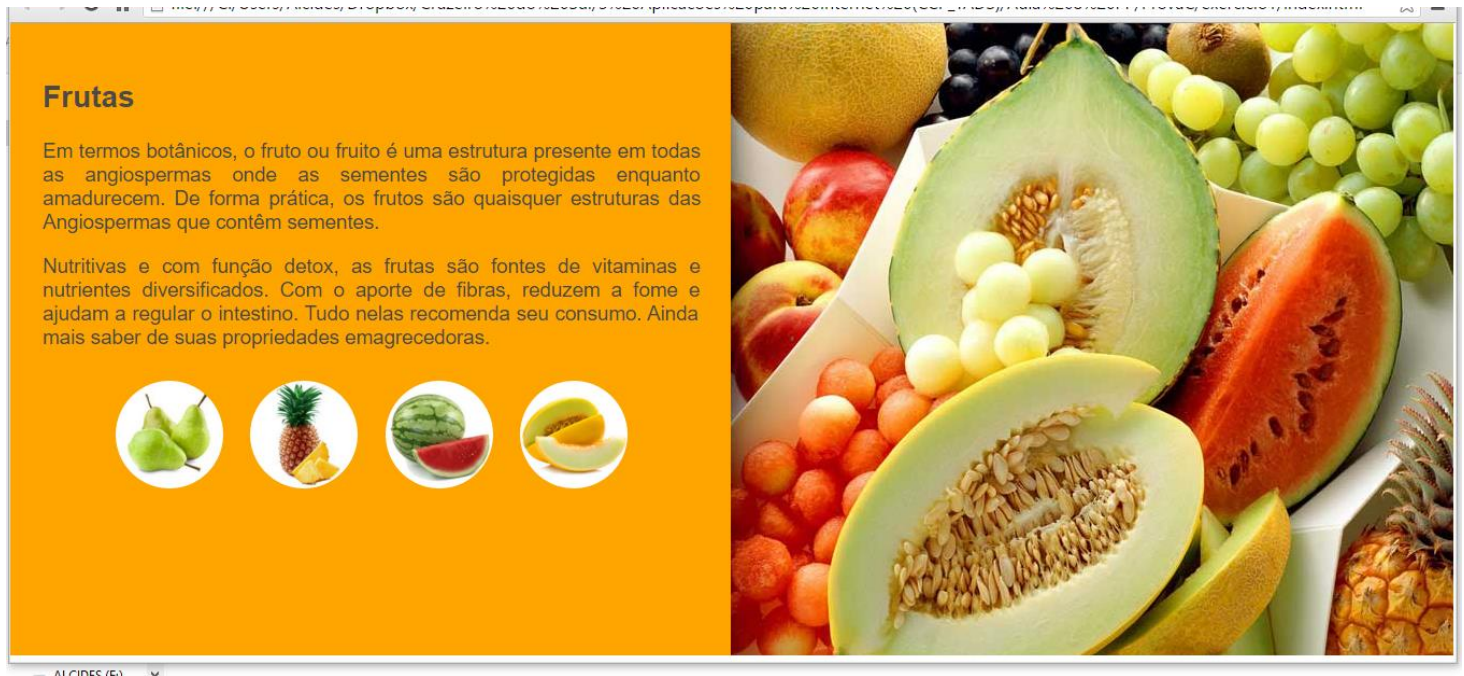 Frutas
Em termos botânicos, o fruto ou fruito é uma estrutura presente em todas
as angiospermas onde as sementes são protegidas enquanto
amadurecem. De forma prática, os frutos são quaisquer estruturas das
Angiospermas que contêm sementes.
Nutritivas e com função detox, as frutas são fontes de vitaminas e
nutrientes diversificados. Com o aporte de fibras, reduzem a fome e
ajudam a regular o intestino. Tudo nelas recomenda seu consumo. Ainda
mais saber de suas propriedades emagrecedoras.
ALCIDES (F:)